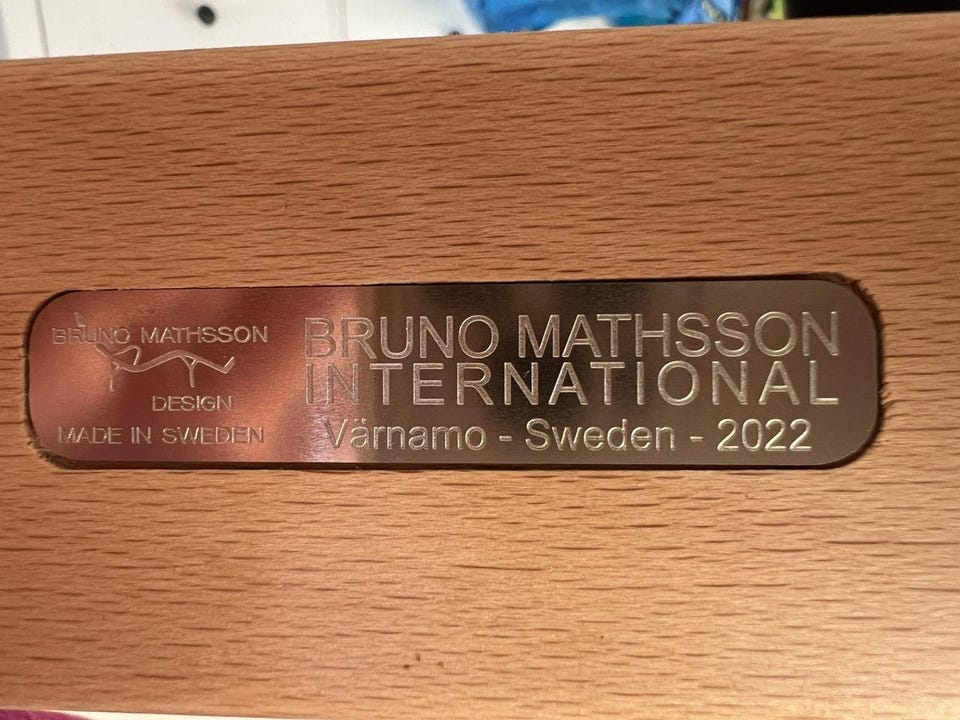 BRUNO MATHSSON
DESIGN
MADE IN SWEDEN
BRUNO MATHSSON
INTERNATIONAL
Värnamo - Sweden - 2022